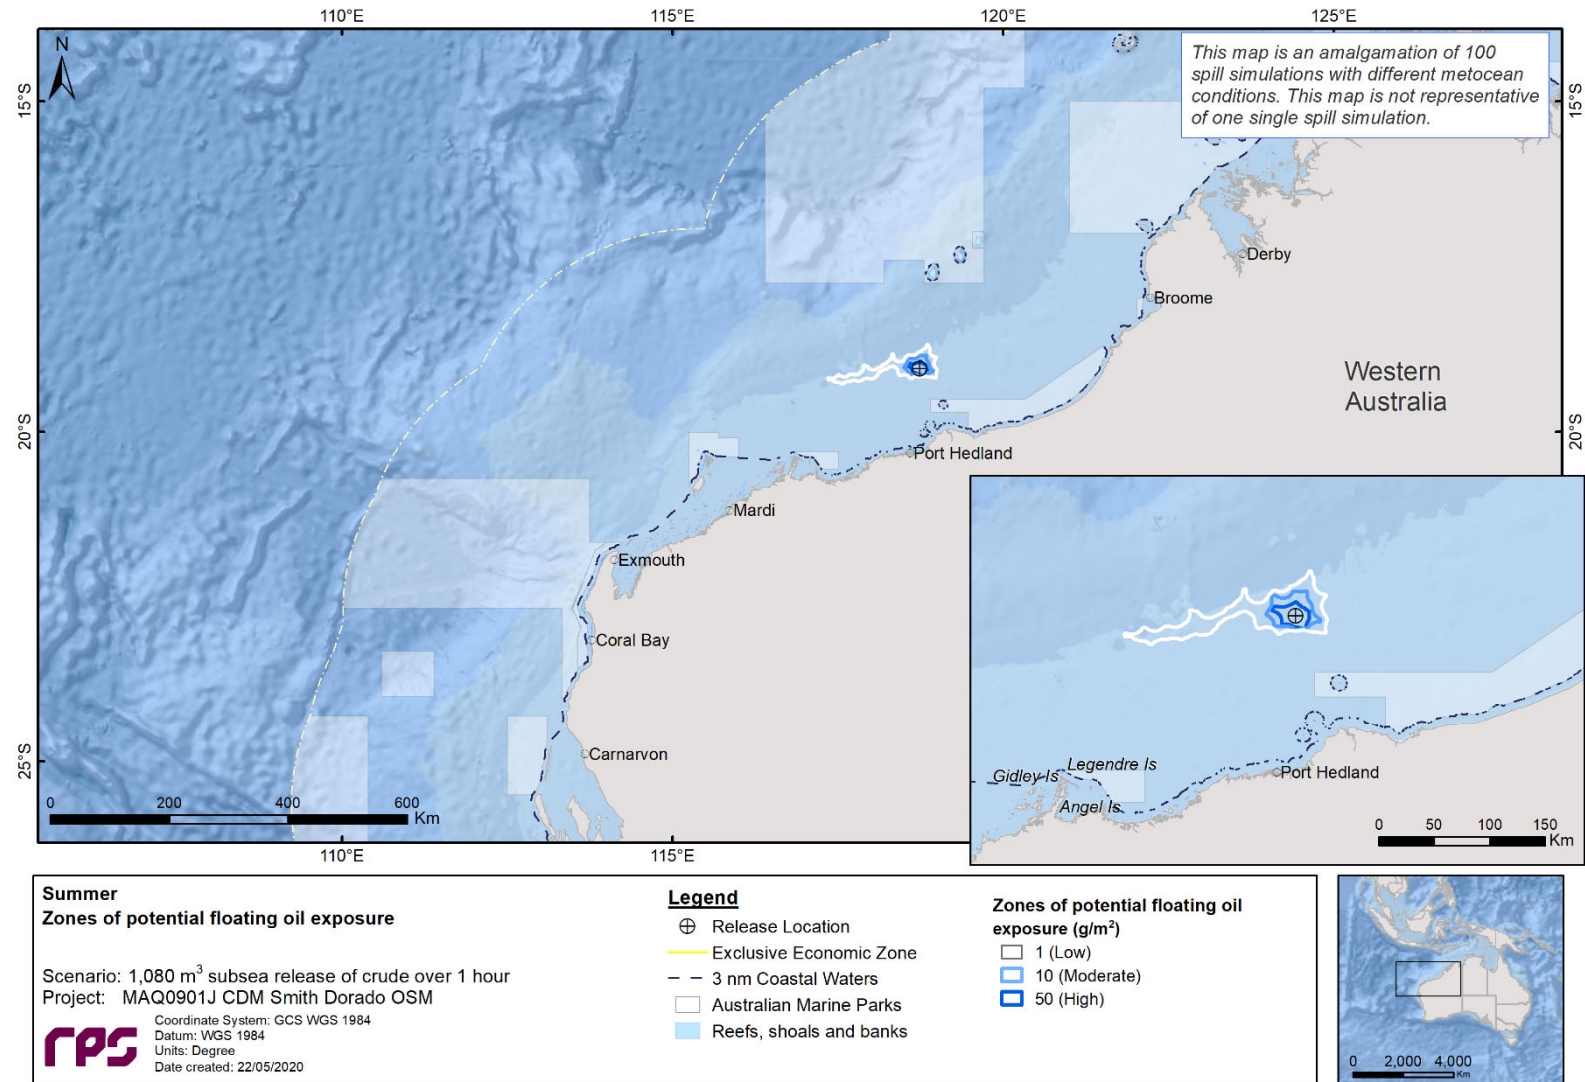 110°E
115°E
120°E
125°E
N
This map is an amalgamation of 100
spill simulations with different metocean
conditions. This map is not representative
of one single spill simulation.
15°S
15°S
Derby
Broome
Western
Australia
20°S
20°S
Port Hedland
Mardi
Exmouth
Coral Bay
Carnarvon
25°S
0 200 400 600
Km
Gidley Is
Legendre Is
Angel Is
Port Hedland
0 50 100 150
Km
110°E
115°E
Summer
Zones of potential floating oil exposure
Scenario: 1,080 m³ subsea release of crude over 1 hour
Project: MAQ0901J CDM Smith Dorado OSM
rps
Coordinate System: GCS WGS 1984
Datum: WGS 1984
Units: Degree
Date created: 22/05/2020
Legend
Release Location
Exclusive Economic Zone
3 nm Coastal Waters
Australian Marine Parks
Reefs, shoals and banks
Zones of potential floating oil
exposure (g/m²)
1 (Low)
10 (Moderate)
50 (High)
0 2,000 4,000
Km